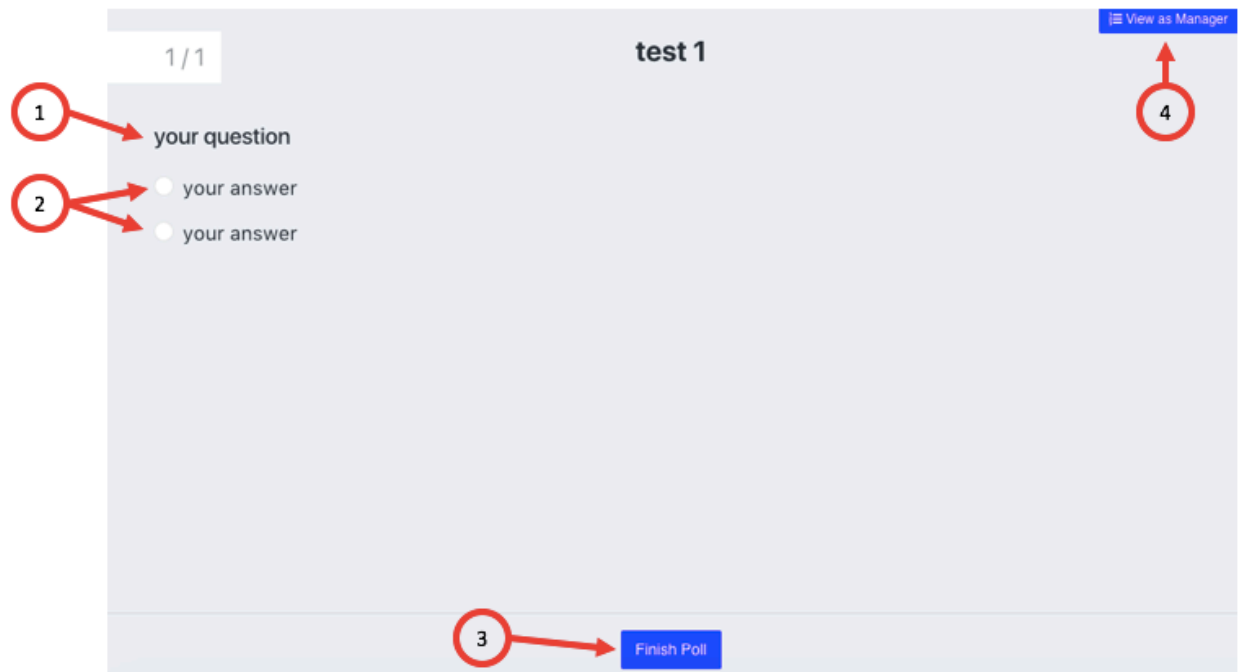 View as Manager
1 / 1
test 1
1
4
your question
2
your answer
your answer
3
Finish Poll